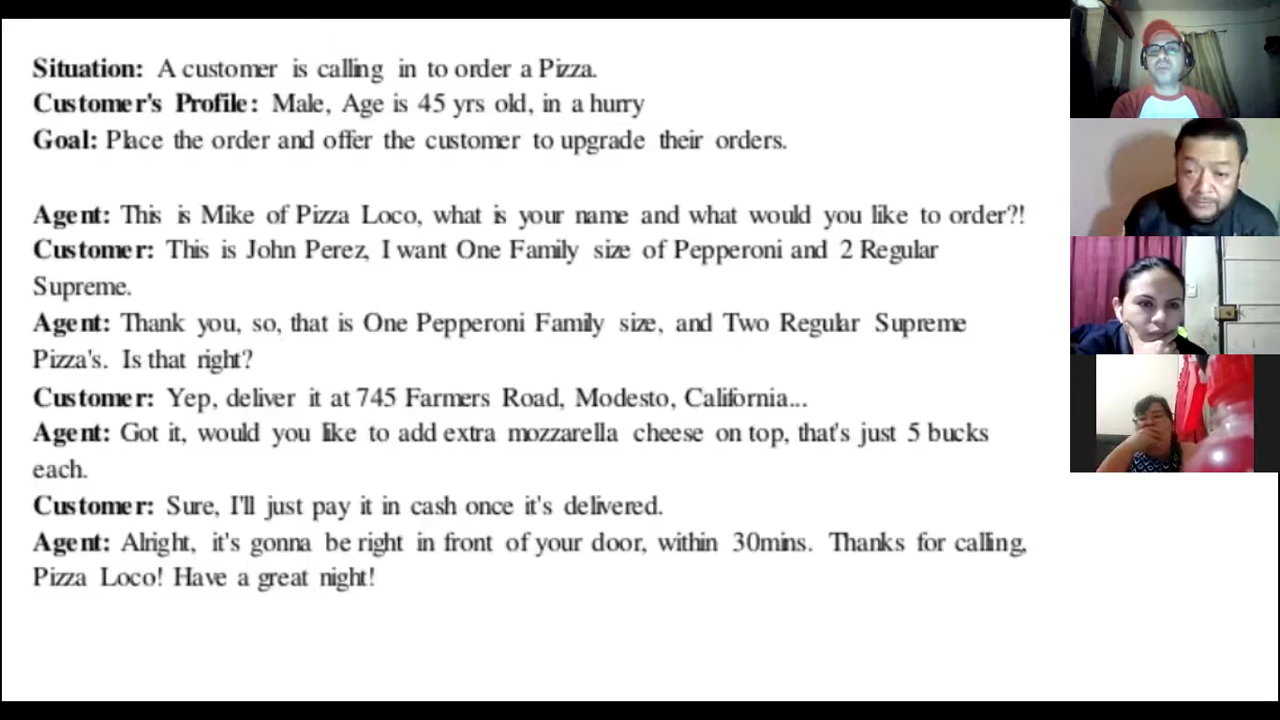 Situation: A customer is calling in to order a Pizza.
Customer's Profile: Male, Age is 45 yrs old, in a hurry
Goal: Place the order and offer the customer to upgrade their orders.
Agent: This is Mike of Pizza Loco, what is your name and what would you like to order?!
Customer: This is John Perez, I want One Family size of Pepperoni and 2 Regular
Supreme.
Agent: Thank you, so, that is One Pepperoni Family size, and Two Regular Supreme
Pizza's. Is that right?
Customer: Yep, deliver it at 745 Farmers Road, Modesto, California...
Agent: Got it, would you like to add extra mozzarella cheese on top, that's just 5 bucks
each.
Customer: Sure, I'll just pay it in cash once it's delivered.
Agent: Alright, it's gonna be right in front of your door, within 30mins. Thanks for calling,
Pizza Loco! Have a great night!